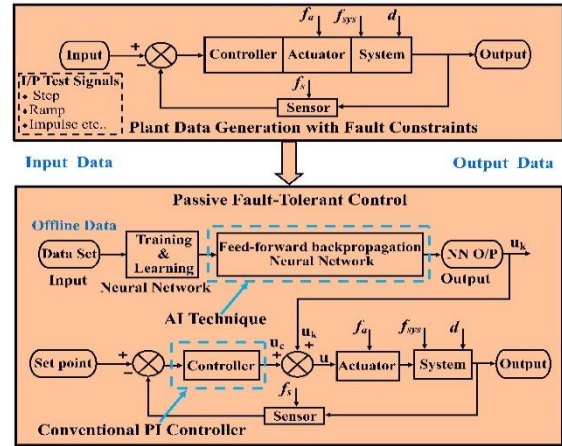 f_a f_sys d
Input + − Controller Actuator System Output
I/P Test Signals
◆ Step
◆ Ramp
◆ Impulse etc..
f_s
Sensor
Plant Data Generation with Fault Constraints
Input Data Output Data
Passive Fault-Tolerant Control
Offline Data
Data Set Training & Learning Feed-forward backpropagation Neural Network NN O/P u_k
Input Neural Network Output
AI Technique
u_k
f_a f_sys d
Set point + − Controller u_c + + u Actuator System Output
f_s
Sensor
Conventional PI Controller